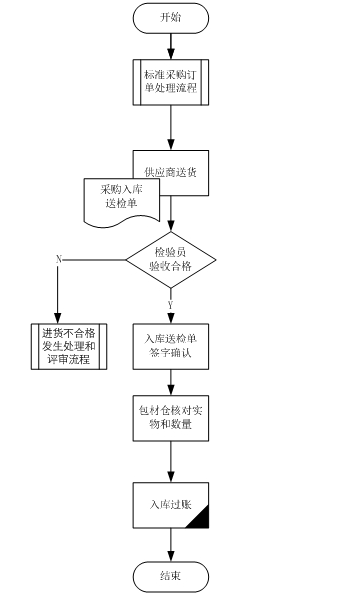 开始
标准采购订
单处理流程
供应商送货
采购入库
送检单
检验员
验收合格
N
Y
进货不合格
发生处理和
评审流程
入库送检单
签字确认
包材仓核对实
物和数量
入库过账
结束